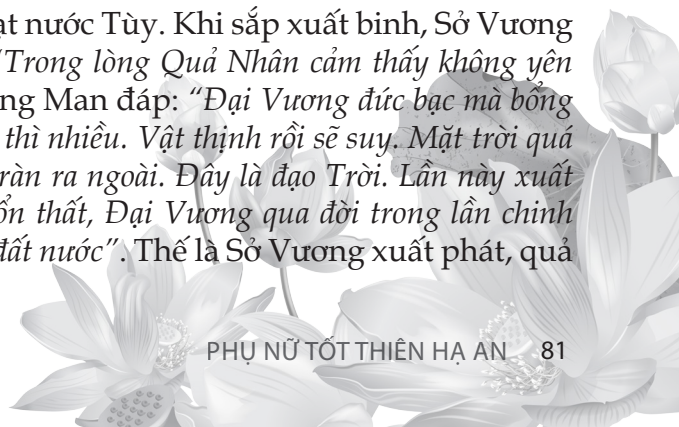 ạt nước Tùy. Khi sắp xuất binh, Sở Vương
“Trong lòng Quả Nhân cảm thấy không yên
ng Man đáp: “Đại Vương đức bạc mà bổng
thì nhiều. Vật thịnh rồi sẽ suy. Mặt trời quá
ràn ra ngoài. Đây là đạo Trời. Lần này xuất
ổn thất, Đại Vương qua đời trong lần chinh
đất nước”. Thế là Sở Vương xuất phát, quả
PHỤ NỮ TỐT THIÊN HẠ AN 81